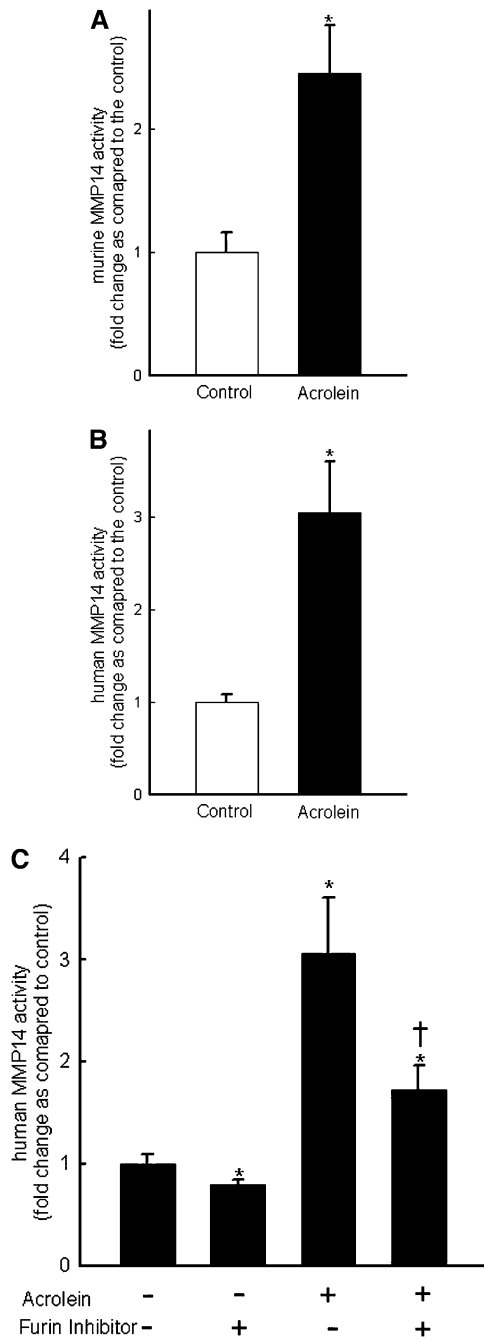 A
murine MMP14 activity
(fold change as comapred to the control)
2
1
0
*
Control Acrolein
B
human MMP14 activity
(fold change as comapred to the control)
3
2
1
0
*
Control Acrolein
C
human MMP14 activity
(fold change as comapred to control)
4
3
2
1
0
*
*
†
*
Acrolein - - + +
Furin Inhibitor - + - +